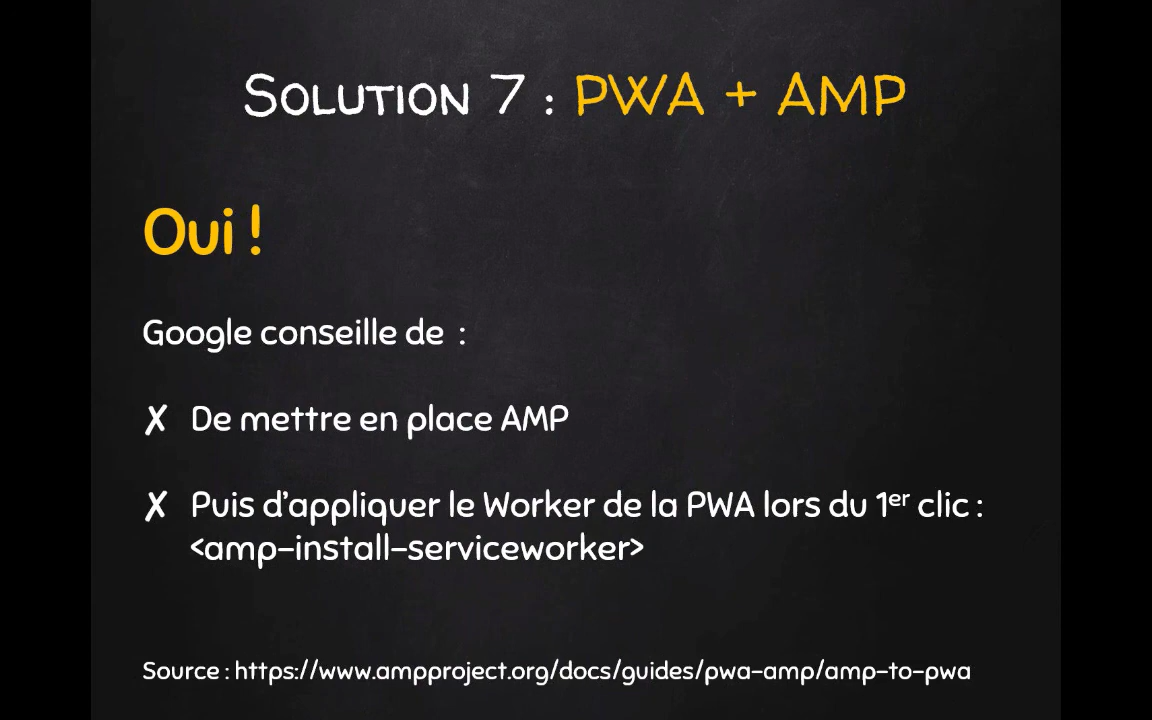 Solution 7 : PWA + AMP
Oui !
Google conseille de :
✗ De mettre en place AMP
✗ Puis d’appliquer le Worker de la PWA lors du 1er clic :
<amp-install-serviceworker>
Source : https://www.ampproject.org/docs/guides/pwa-amp/amp-to-pwa